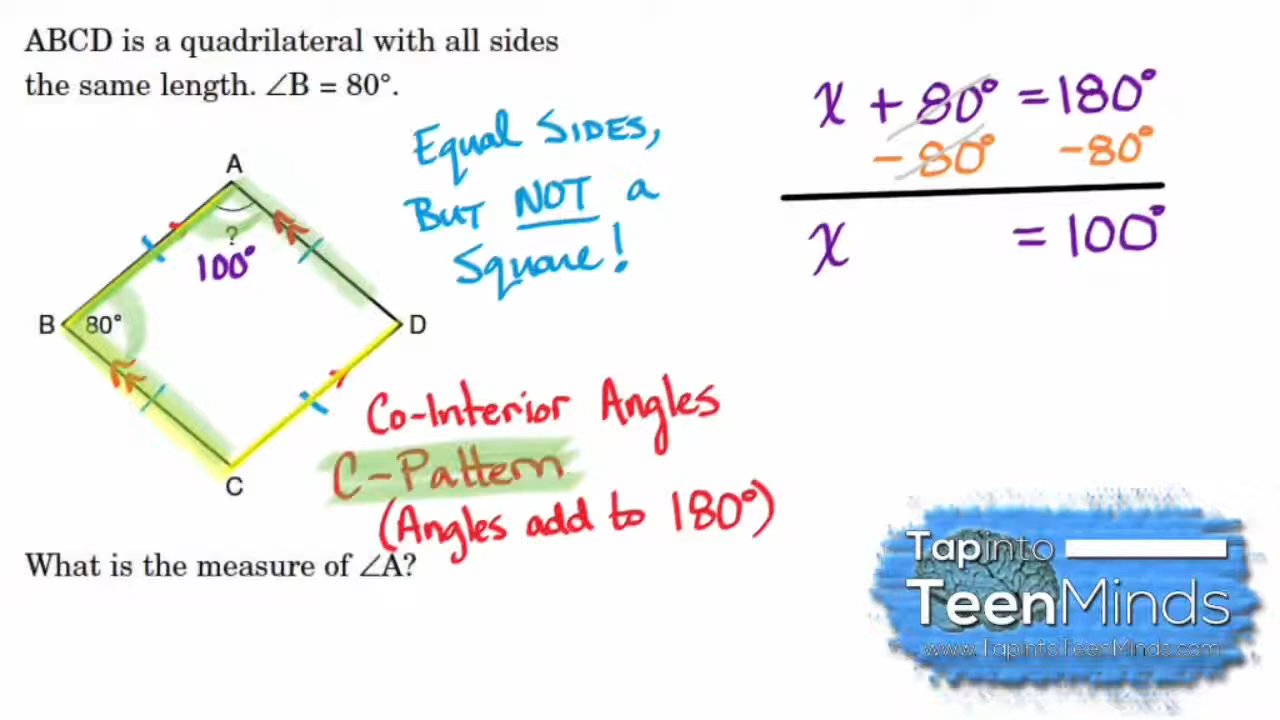 ABCD is a quadrilateral with all sides
the same length. ∠B = 80°.
Equal SIDES,
BUT NOT a
Square!
x + 80° = 180°
- 80° - 80°
x = 100°
A
?
100°
B
80°
D
C
Co-Interior Angles
C-Pattern
(Angles add to 180°)
What is the measure of ∠A?
Tap into
TeenMinds
www.TapIntoTeenMinds.com